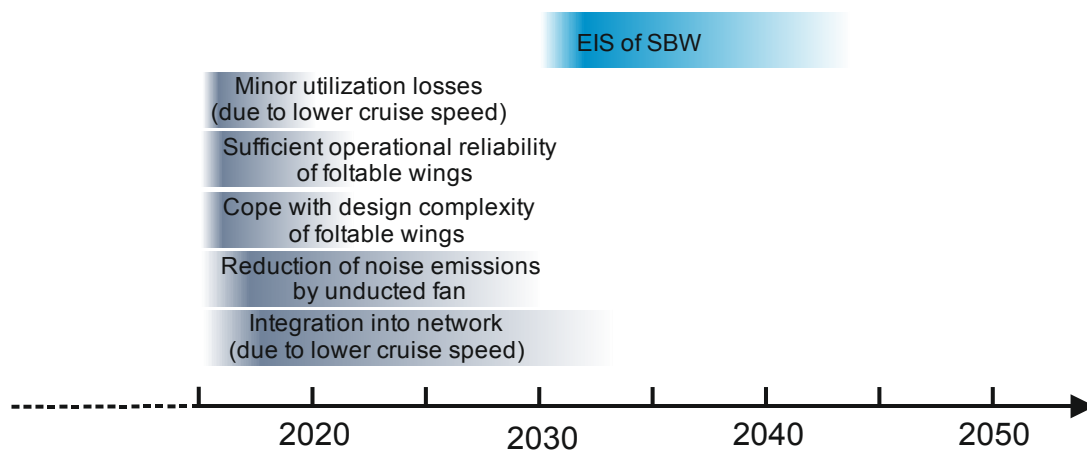 EIS of SBW
Minor utilization losses
(due to lower cruise speed)
Sufficient operational reliability
of foltable wings
Cope with design complexity
of foltable wings
Reduction of noise emissions
by unducted fan
Integration into network
(due to lower cruise speed)
2020 2030 2040 2050